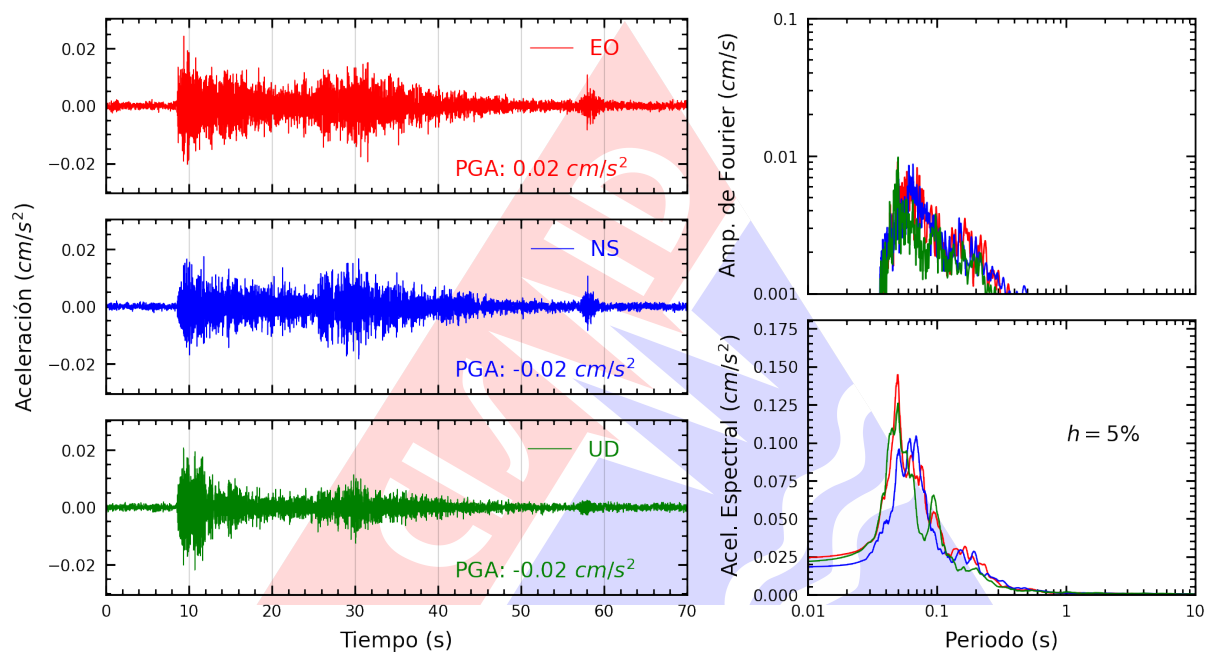 Aceleración (cm/s²)
0.02
0.00
−0.02
EO
PGA: 0.02 cm/s²
0.02
0.00
−0.02
NS
PGA: -0.02 cm/s²
0.02
0.00
−0.02
UD
PGA: -0.02 cm/s²
0 10 20 30 40 50 60 70
Tiempo (s)
Amp. de Fourier (cm/s)
0.1
0.01
0.001
Acel. Espectral (cm/s²)
0.175
0.150
0.125
0.100
0.075
0.050
0.025
0.000
h = 5%
0.01 0.1 1 10
Periodo (s)
CISMID